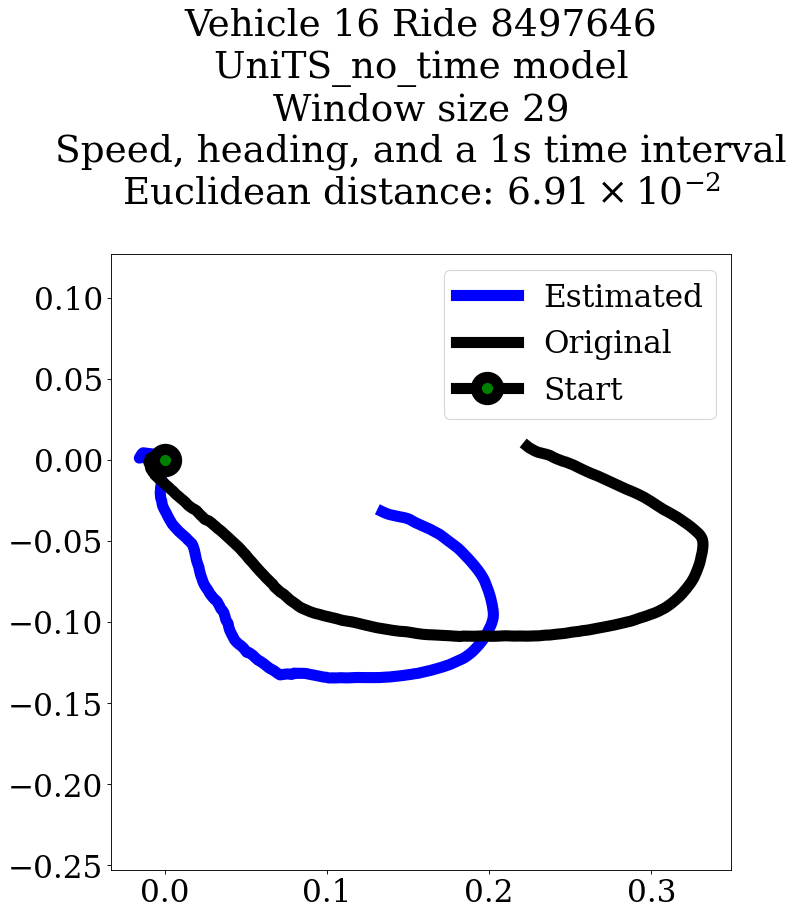 Vehicle 16 Ride 8497646
UniTS_no_time model
Window size 29
Speed, heading, and a 1s time interval
Euclidean distance: 6.91 × 10⁻²
Estimated
Original
Start
0.10
0.05
0.00
−0.05
−0.10
−0.15
−0.20
−0.25
0.0 0.1 0.2 0.3